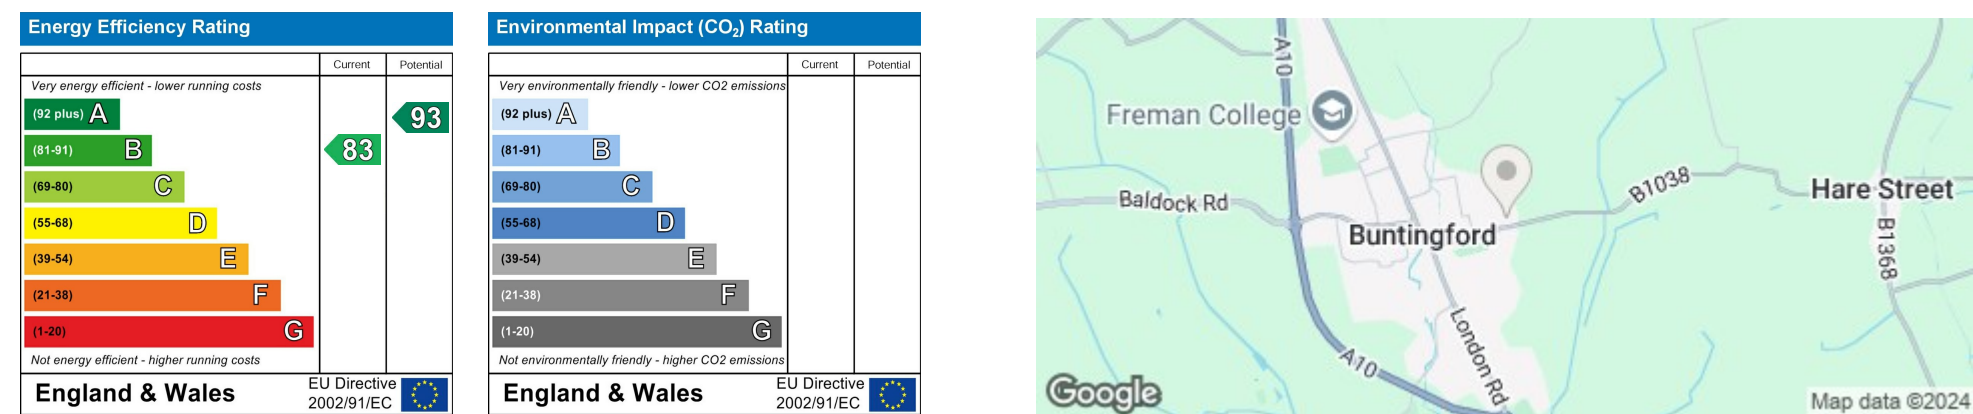 Energy Efficiency Rating
Current Potential
Very energy efficient - lower running costs
(92 plus) A
(81-91) B
(69-80) C
(55-68) D
(39-54) E
(21-38) F
(1-20) G
83
93
Not energy efficient - higher running costs
England & Wales
EU Directive
2002/91/EC
Environmental Impact (CO₂) Rating
Current Potential
Very environmentally friendly - lower CO2 emissions
(92 plus) A
(81-91) B
(69-80) C
(55-68) D
(39-54) E
(21-38) F
(1-20) G
Not environmentally friendly - higher CO2 emissions
England & Wales
EU Directive
2002/91/EC
A10
Freman College
Baldock Rd
B1038
Hare Street
Buntingford
B1368
London Rd
A10
Google
Map data ©2024